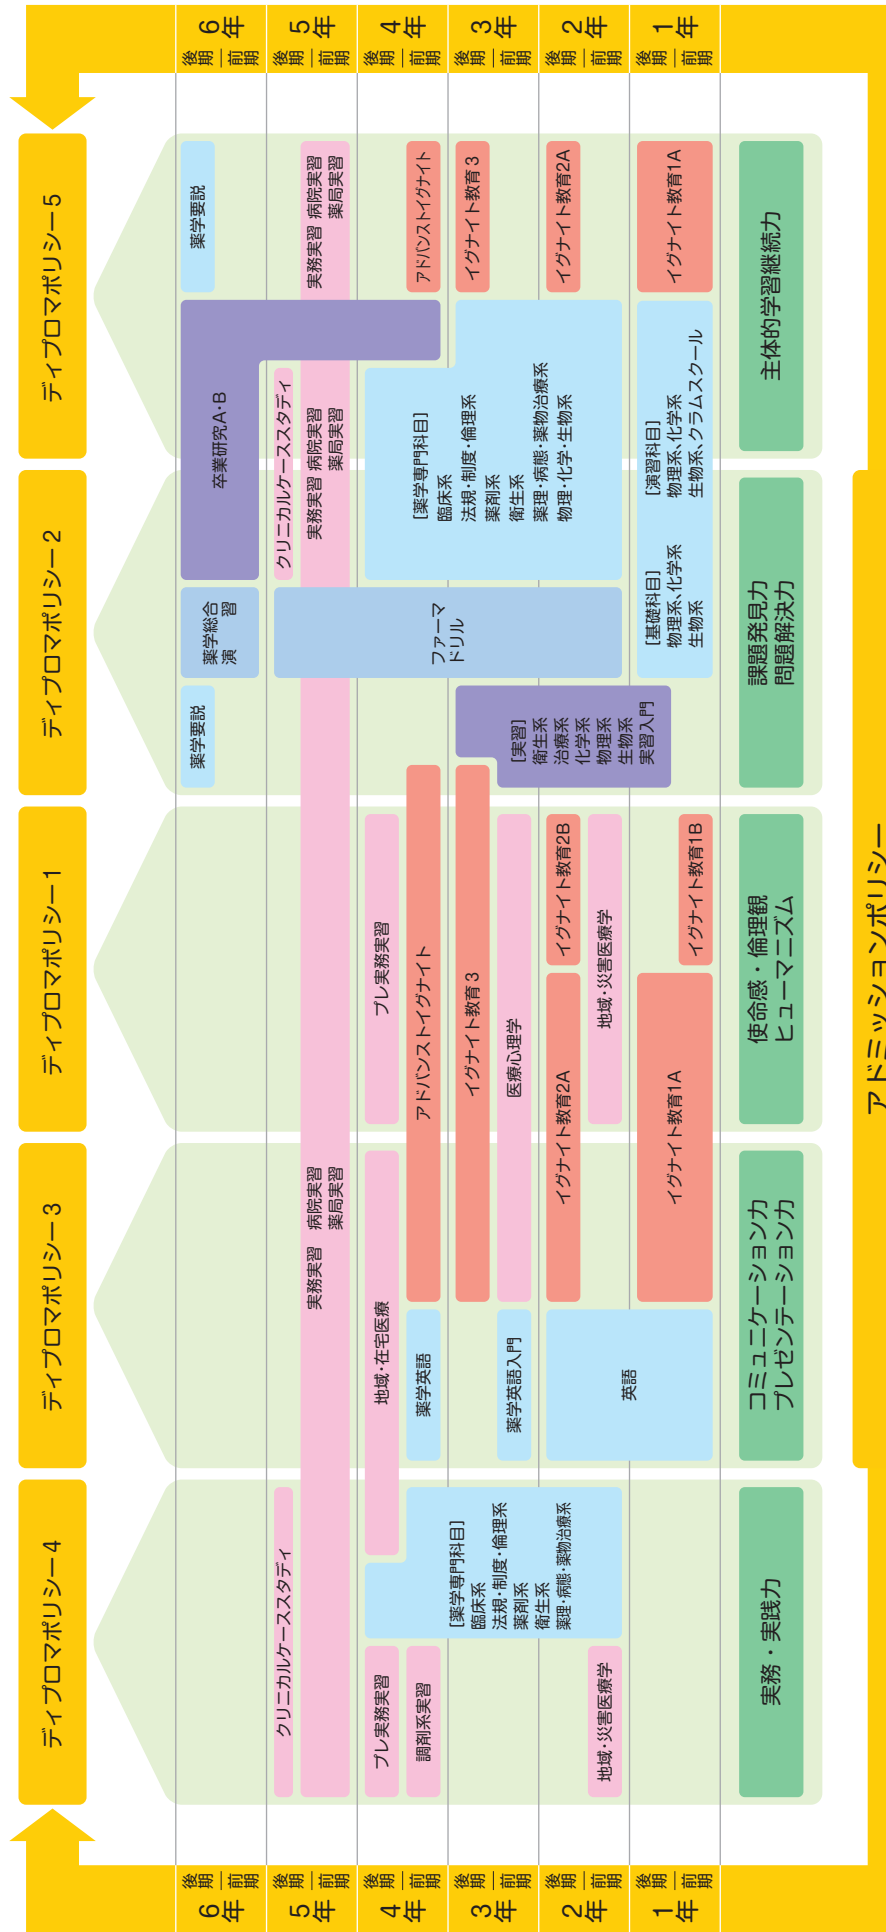 ディプロマポリシー4
ディプロマポリシー3
ディプロマポリシー1
ディプロマポリシー2
ディプロマポリシー5
6年
後期
前期
5年
後期
前期
4年
後期
前期
3年
後期
前期
2年
後期
前期
1年
後期
前期
クリニカルケーススタディ
プレ実務実習
調剤系実習
地域・災害医療学
[薬学専門科目]
臨床系
法規・制度・倫理系
薬剤系
衛生系
薬理・病態・薬物治療系
実務・実践力
実務実習
病院実習
薬局実習
地域・在宅医療
薬学英語
薬学英語入門
英語
コミュニケーション力
プレゼンテーション力
プレ実務実習
アドバンストイグナイト
イグナイト教育3
医療心理学
イグナイト教育2A
イグナイト教育2B
地域・災害医療学
イグナイト教育1A
イグナイト教育1B
使命感・倫理観
ヒューマニズム
薬学要説
薬学総合
演習
卒業研究A・B
クリニカルケーススタディ
実務実習
病院実習
薬局実習
ファーマ
ドリル
[薬学専門科目]
臨床系
法規・制度・倫理系
薬剤系
衛生系
薬理・病態・薬物治療系
物理・化学・生物系
[実習]
衛生系
治療系
化学系
物理系
生物系
実習入門
[基礎科目]
物理系、化学系
生物系
[演習科目]
物理系、化学系
生物系、クラムスクール
課題発見力
問題解決力
薬学要説
実務実習
病院実習
薬局実習
アドバンストイグナイト
イグナイト教育3
イグナイト教育2A
イグナイト教育1A
主体的学習継続力
6年
後期
前期
5年
後期
前期
4年
後期
前期
3年
後期
前期
2年
後期
前期
1年
後期
前期
アドミッションポリシー